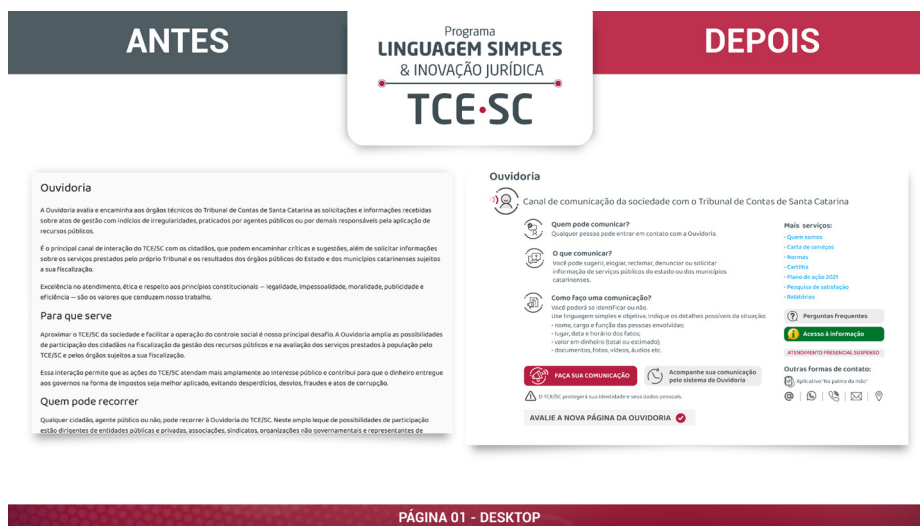 ANTES
Programa
LINGUAGEM SIMPLES
& INOVAÇÃO JURÍDICA
TCE•SC
DEPOIS
Ouvidoria
A Ouvidoria avalia e encaminha aos órgãos técnicos do Tribunal de Contas de Santa Catarina as solicitações e informações recebidas
sobre atos de gestão com indícios de irregularidades, praticados por agentes públicos ou por demais responsáveis pela aplicação de
recursos públicos.
É o principal canal de interação do TCE/SC com os cidadãos, que podem encaminhar críticas e sugestões, além de solicitar informações
sobre os serviços prestados pelo próprio Tribunal e os resultados dos órgãos públicos do Estado e dos municípios catarinenses sujeitos
a sua fiscalização.
Excelência no atendimento, ética e respeito aos princípios constitucionais — legalidade, impessoalidade, moralidade, publicidade e
eficiência — são os valores que conduzem nosso trabalho.
Para que serve
Aproximar o TCE/SC da sociedade e facilitar a operação do controle social é nosso principal desafio. A Ouvidoria amplia as possibilidades
de participação dos cidadãos na fiscalização da gestão dos recursos públicos e na avaliação dos serviços prestados à população pelo
TCE/SC e pelos órgãos sujeitos a sua fiscalização.
Essa interação permite que as ações do TCE/SC atendam mais amplamente ao interesse público e contribui para que o dinheiro entregue
aos governos na forma de impostos seja melhor aplicado, evitando desperdícios, desvios, fraudes e atos de corrupção.
Quem pode recorrer
Qualquer cidadão, agente público ou não, pode recorrer à Ouvidoria do TCE/SC. Neste amplo leque de possibilidades de participação
estão dirigentes de entidades públicas e privadas, associações, sindicatos, organizações não governamentais e representantes de
Ouvidoria
Canal de comunicação da sociedade com o Tribunal de Contas de Santa Catarina
Quem pode comunicar?
Qualquer pessoa pode entrar em contato com a Ouvidoria.
O que comunicar?
Você pode sugerir, elogiar, reclamar, denunciar ou solicitar
informação de serviços públicos do estado ou dos municípios
catarinenses.
Como faço uma comunicação?
Você poderá se identificar ou não.
Use linguagem simples e objetiva. Indique os detalhes possíveis da situação:
• nome, cargo e função das pessoas envolvidas;
• lugar, data e horário dos fatos;
• valor em dinheiro (total ou estimado);
• documentos, fotos, vídeos, áudios etc.
FAÇA SUA COMUNICAÇÃO
Acompanhe sua comunicação
pelo sistema da Ouvidoria
O TCE/SC protegerá sua identidade e seus dados pessoais.
AVALIE A NOVA PÁGINA DA OUVIDORIA
Mais serviços:
• Quem somos
• Carta de serviços
• Normas
• Cartilha
• Plano de ação 2021
• Pesquisa de satisfação
• Relatórios
Perguntas frequentes
Acesso à informação
ATENDIMENTO PRESENCIAL SUSPENSO
Outras formas de contato:
Aplicativo "Na palma da mão"
PÁGINA 01 - DESKTOP